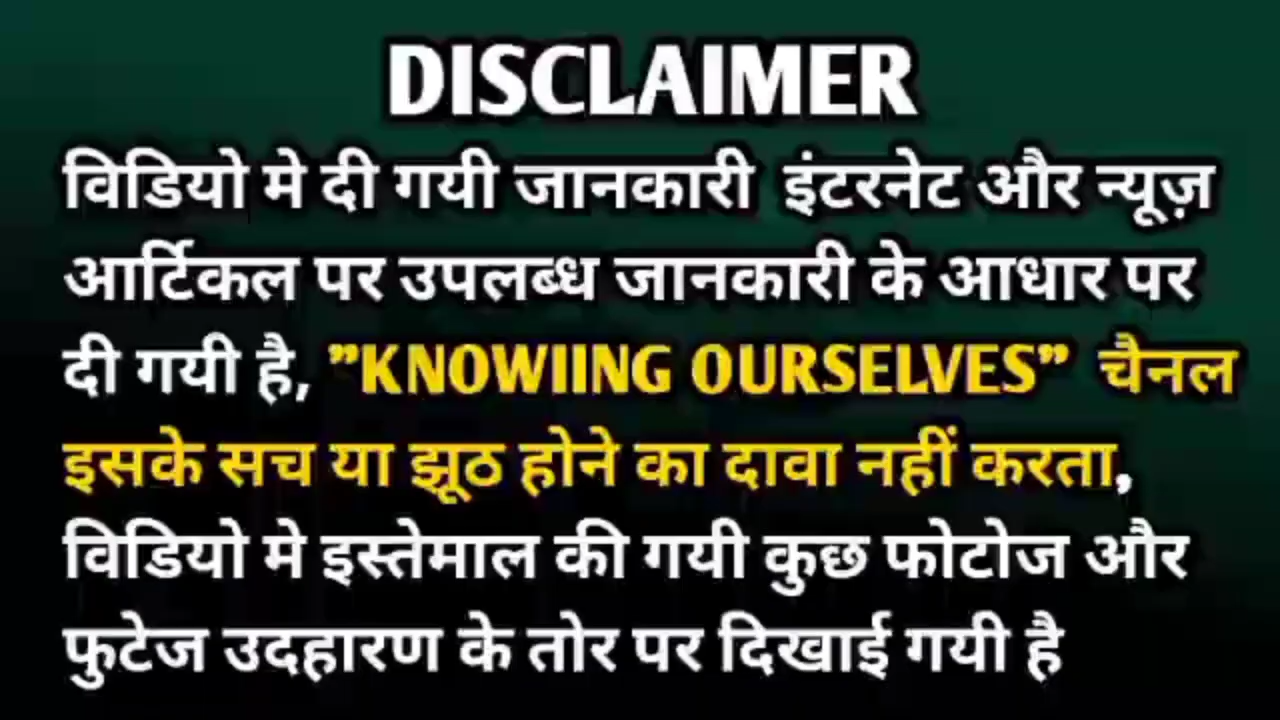 DISCLAIMER
विडियो मे दी गयी जानकारी इंटरनेट और न्यूज़
आर्टिकल पर उपलब्ध जानकारी के आधार पर
दी गयी है, ”KNOWIING OURSELVES” चैनल
इसके सच या झूठ होने का दावा नहीं करता,
विडियो मे इस्तेमाल की गयी कुछ फोटोज और
फुटेज उदहारण के तोर पर दिखाई गयी है